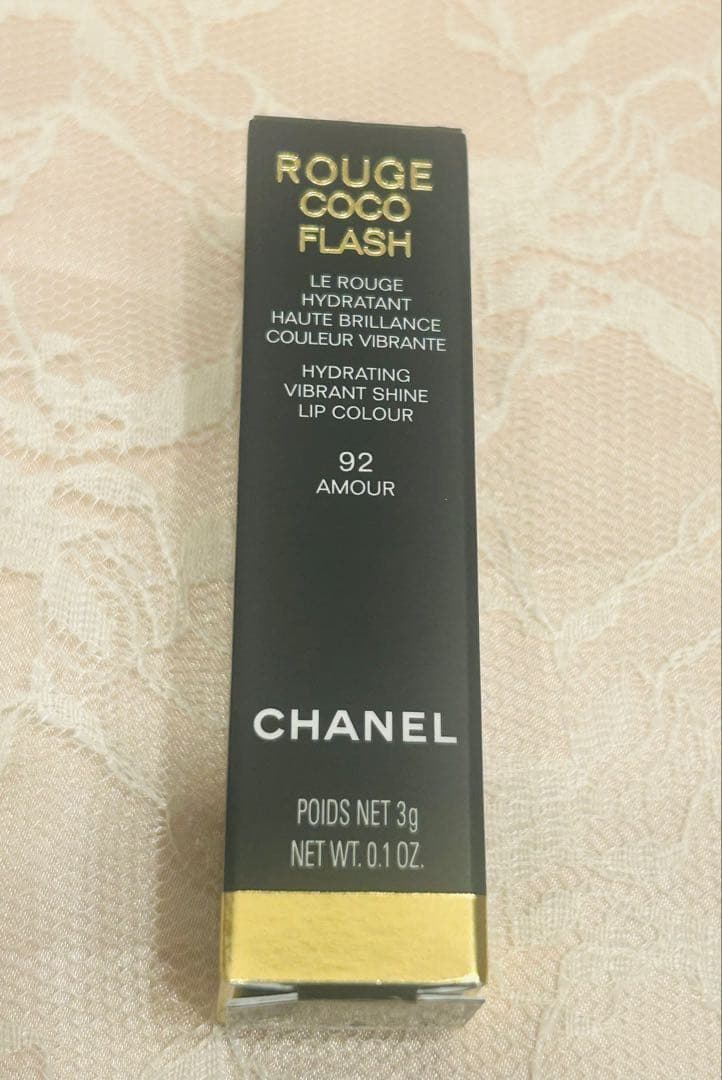 ROUGE
COCO
FLASH
LE ROUGE
HYDRATANT
HAUTE BRILLANCE
COULEUR VIBRANTE
HYDRATING
VIBRANT SHINE
LIP COLOUR
92
AMOUR
CHANEL
POIDS NET 3g
NET WT. 0.1 OZ.